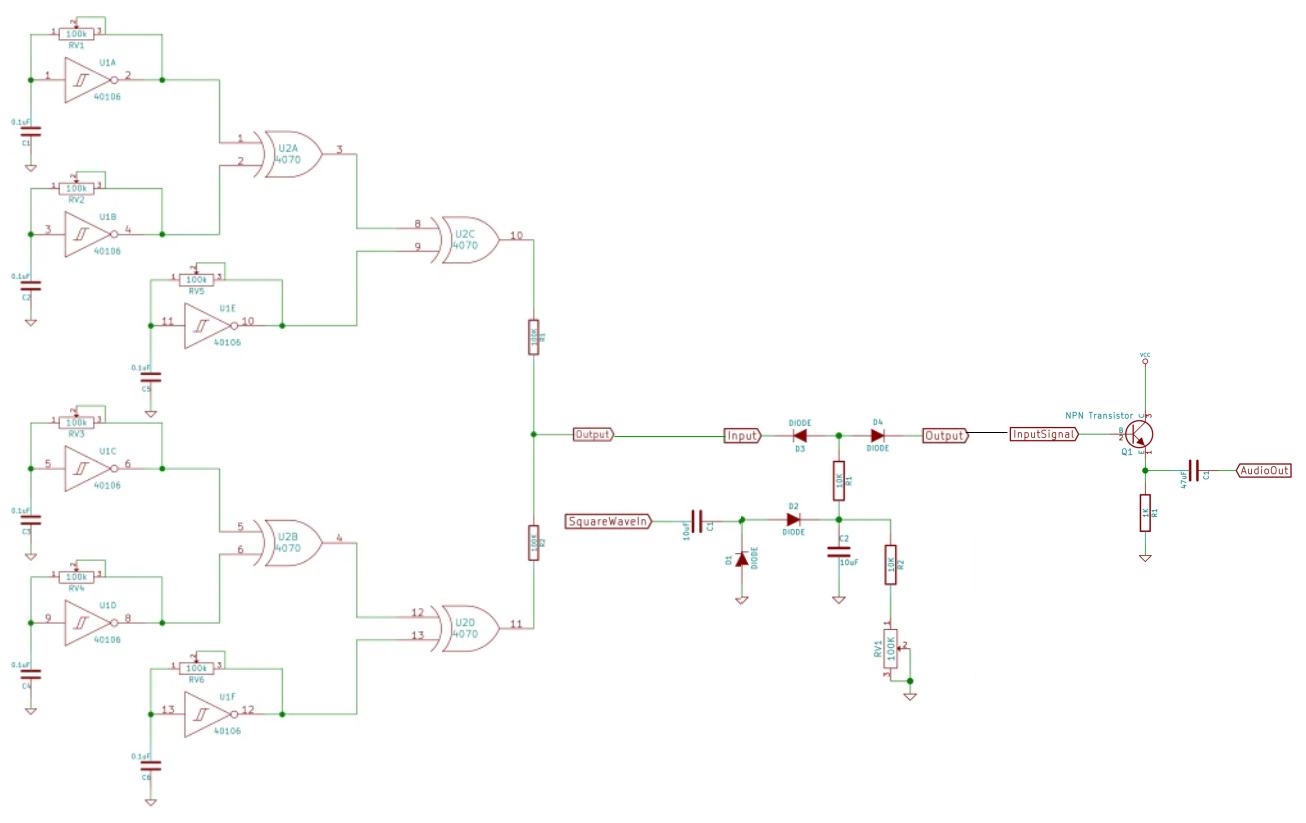 2
1 100k 3
RV1
U1A
1 2
40106
0.1uF
C1
U2A
4070
1
2
3
2
1 100k 3
RV2
U1B
3 4
40106
0.1uF
C2
U2C
4070
8
9
10
2
1 100k 3
RV5
U1E
11 10
40106
0.1uF
C5
100K
R1
2
1 100k 3
RV3
U1C
5 6
40106
0.1uF
C3
U2B
4070
5
6
4
2
1 100k 3
RV4
U1D
9 8
40106
0.1uF
C4
U2D
4070
12
13
11
2
1 100k 3
RV6
U1F
13 12
40106
0.1uF
C6
100K
R2
Output
Input
DIODE
D3
D4
DIODE
Output
10K
R1
SquareWaveIn
10uF
C1
D2
DIODE
D1
DIODE
C2
10uF
10K
R2
1
RV1
100K
2
3
InputSignal
VCC
NPN Transistor
C
3
B
2
Q1
E
1
47uF
C1
AudioOut
1K
R1